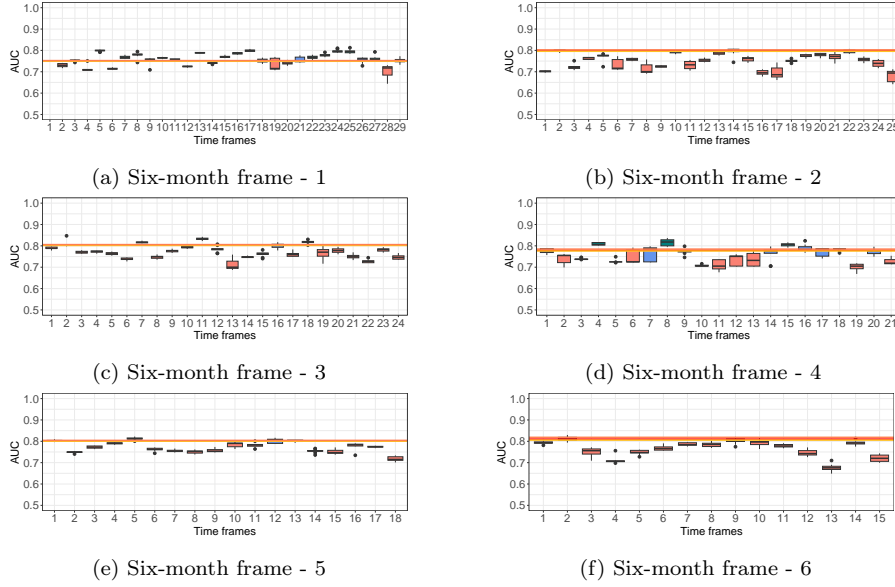 1.0
0.9
0.8
0.7
0.6
0.5
AUC
1 2 3 4 5 6 7 8 9 10 11 12 13 14 15 16 17 18 19 20 21 22 23 24 25 26 27 28 29
Time frames
(a) Six-month frame - 1
1.0
0.9
0.8
0.7
0.6
0.5
AUC
1 2 3 4 5 6 7 8 9 10 11 12 13 14 15 16 17 18 19 20 21 22 23 24 25
Time frames
(b) Six-month frame - 2
1.0
0.9
0.8
0.7
0.6
0.5
AUC
1 2 3 4 5 6 7 8 9 10 11 12 13 14 15 16 17 18 19 20 21 22 23 24
Time frames
(c) Six-month frame - 3
1.0
0.9
0.8
0.7
0.6
0.5
AUC
1 2 3 4 5 6 7 8 9 10 11 12 13 14 15 16 17 18 19 20 21
Time frames
(d) Six-month frame - 4
1.0
0.9
0.8
0.7
0.6
0.5
AUC
1 2 3 4 5 6 7 8 9 10 11 12 13 14 15 16 17 18
Time frames
(e) Six-month frame - 5
1.0
0.9
0.8
0.7
0.6
0.5
AUC
1 2 3 4 5 6 7 8 9 10 11 12 13 14 15
Time frames
(f) Six-month frame - 6